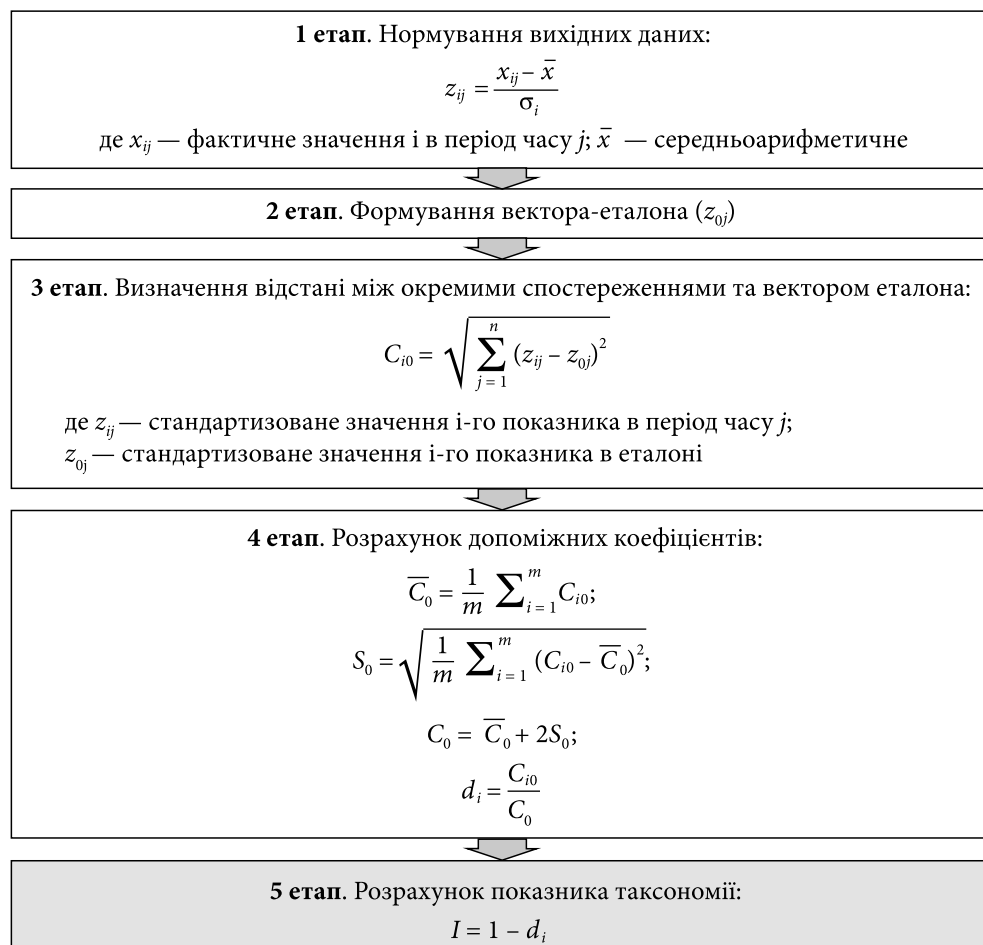 1 етап. Нормування вихідних даних:
z_ij = (x_ij – x̄) / σ_i
де x_ij — фактичне значення і в період часу j; x̄ — середньоарифметичне
2 етап. Формування вектора-еталона (z_0j)
3 етап. Визначення відстані між окремими спостереженнями та вектором еталона:
C_i0 = √(∑_{j = 1}^{n} (z_ij – z_0j)²)
де z_ij — стандартизоване значення і-го показника в період часу j;
z_0j — стандартизоване значення і-го показника в еталоні
4 етап. Розрахунок допоміжних коефіцієнтів:
C̄_0 = 1/m ∑_{i = 1}^{m} C_i0;
S_0 = √(1/m ∑_{i = 1}^{m} (C_i0 – C̄_0)²);
C_0 = C̄_0 + 2S_0;
d_i = C_i0 / C_0
5 етап. Розрахунок показника таксономії:
I = 1 – d_i